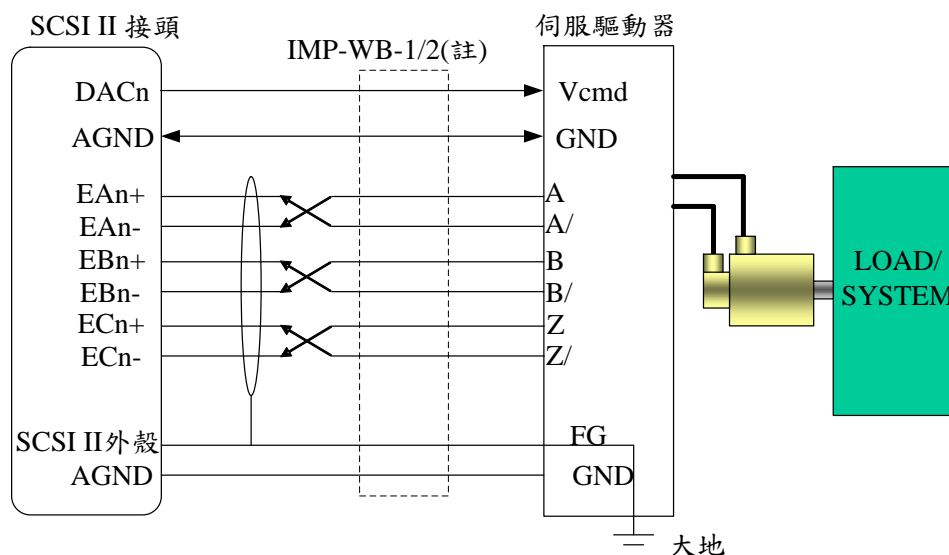 SCSI II 接頭
IMP-WB-1/2(註)
伺服驅動器
DACn
Vcmd
AGND
GND
EAn+
A
EAn-
A/
EBn+
B
EBn-
B/
ECn+
Z
ECn-
Z/
LOAD/
SYSTEM
SCSI II外殼
FG
AGND
GND
大地